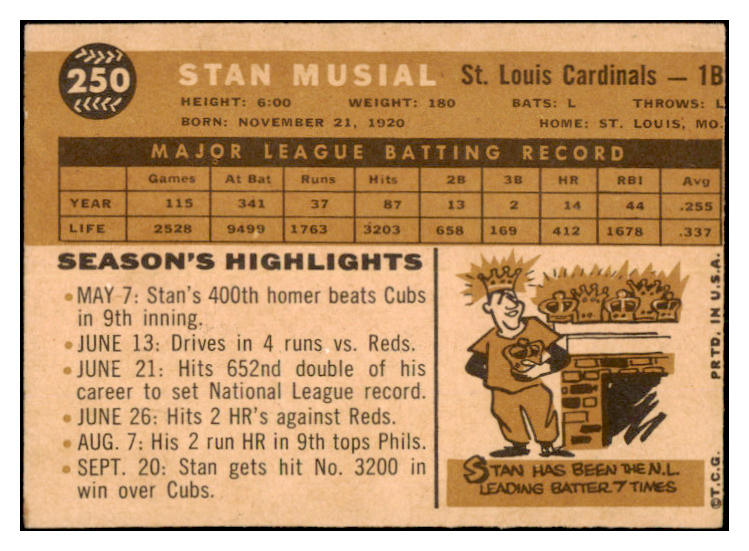 250
STAN MUSIAL St. Louis Cardinals — 1B
HEIGHT: 6:00 WEIGHT: 180 BATS: L THROWS: L
BORN: NOVEMBER 21, 1920 HOME: ST. LOUIS, MO.
MAJOR LEAGUE BATTING RECORD
Games At Bat Runs Hits 2B 3B HR RBI Avg
YEAR 115 341 37 87 13 2 14 44 .255
LIFE 2528 9499 1763 3203 658 169 412 1678 .337
SEASON'S HIGHLIGHTS
• MAY 7: Stan's 400th homer beats Cubs
in 9th inning.
• JUNE 13: Drives in 4 runs vs. Reds.
• JUNE 21: Hits 652nd double of his
career to set National League record.
• JUNE 26: Hits 2 HR's against Reds.
• AUG. 7: His 2 run HR in 9th tops Phils.
• SEPT. 20: Stan gets hit No. 3200 in
win over Cubs.
STAN HAS BEEN THE N.L.
LEADING BATTER 7 TIMES
©T.C.G. PRTD. IN U.S.A.